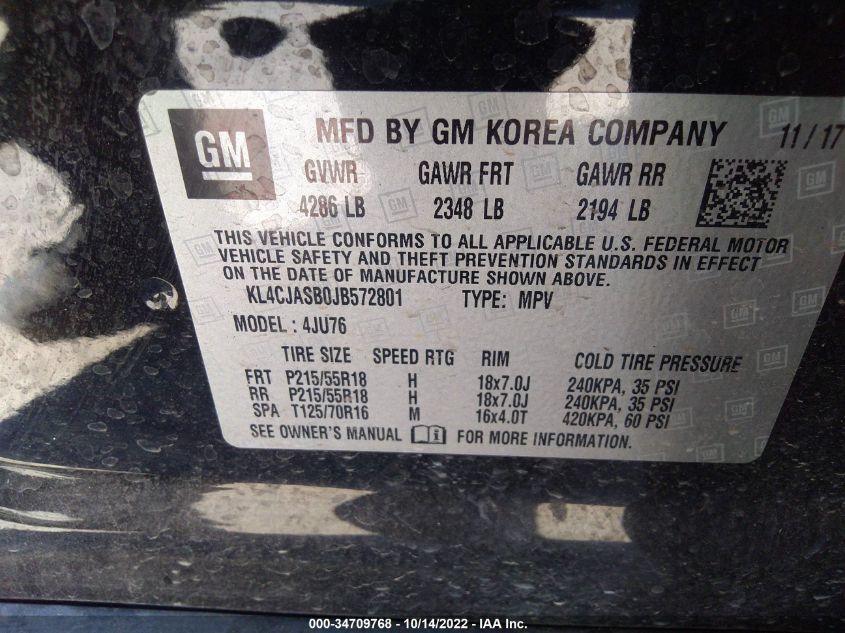 GM MFD BY GM KOREA COMPANY 11/17
GVWR GAWR FRT GAWR RR
4286 LB 2348 LB 2194 LB
THIS VEHICLE CONFORMS TO ALL APPLICABLE U.S. FEDERAL MOTOR
VEHICLE SAFETY AND THEFT PREVENTION STANDARDS IN EFFECT
ON THE DATE OF MANUFACTURE SHOWN ABOVE.
KL4CJASB0JB572801 TYPE: MPV
MODEL: 4JU76
TIRE SIZE SPEED RTG RIM COLD TIRE PRESSURE
FRT P215/55R18 H 18x7.0J 240KPA, 35 PSI
RR P215/55R18 H 18x7.0J 240KPA, 35 PSI
SPA T125/70R16 M 16x4.0T 420KPA, 60 PSI
SEE OWNER'S MANUAL FOR MORE INFORMATION.
000-34709768 - 10/14/2022 - IAA Inc.